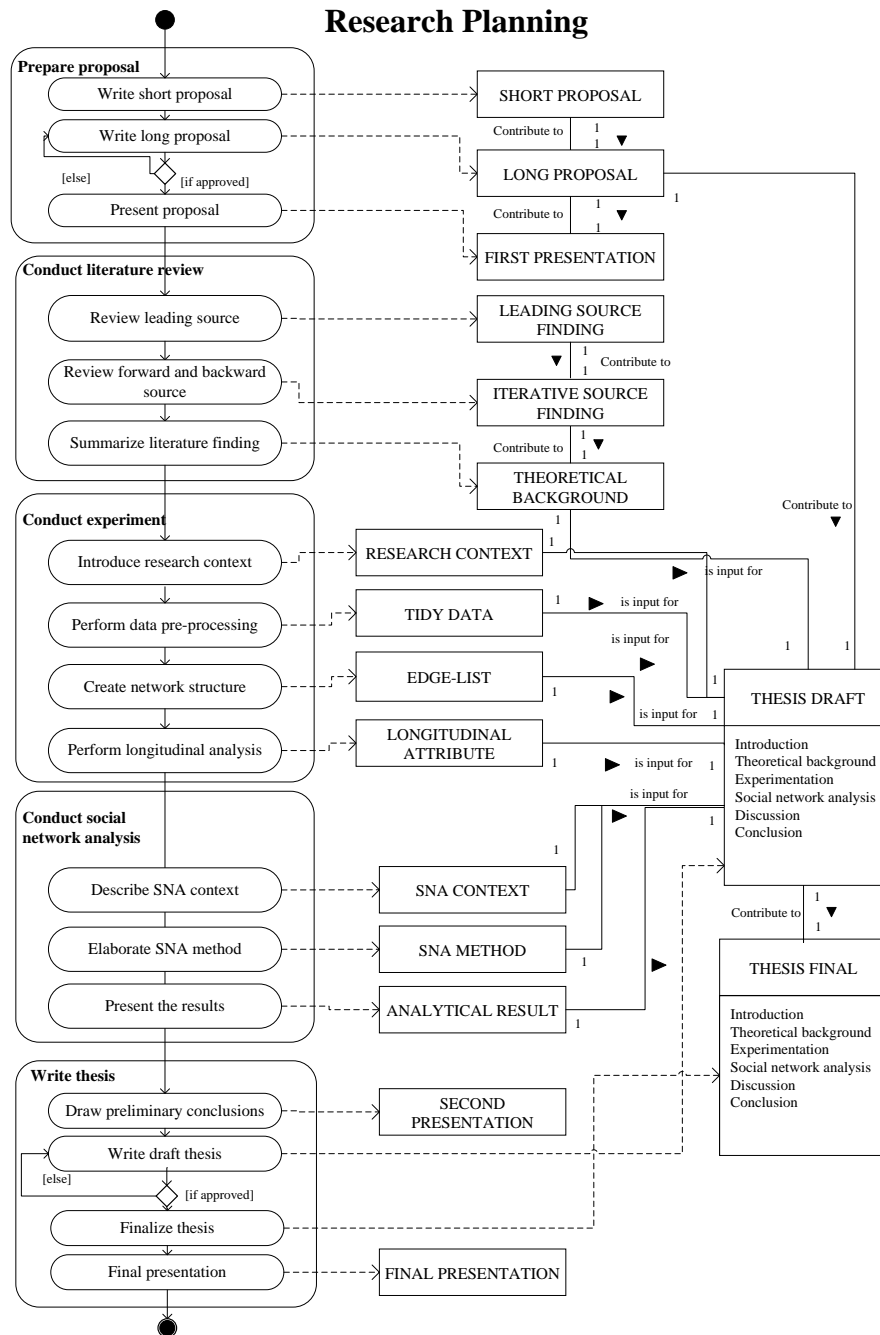 Research Planning
Prepare proposal
Write short proposal
SHORT PROPOSAL
Contribute to
1
1
Write long proposal
LONG PROPOSAL
1
[else]
[if approved]
Contribute to
1
1
Present proposal
FIRST PRESENTATION
Conduct literature review
Review leading source
LEADING SOURCE
FINDING
1
Contribute to
1
Review forward and backward
source
ITERATIVE SOURCE
FINDING
1
Contribute to
1
Summarize literature finding
THEORETICAL
BACKGROUND
1
Contribute to
Conduct experiment
Introduce research context
RESEARCH CONTEXT
1
is input for
Perform data pre-processing
TIDY DATA
1
is input for
is input for
1
1
Create network structure
EDGE-LIST
1
1
1
is input for
THESIS DRAFT
Perform longitudinal analysis
LONGITUDINAL
ATTRIBUTE
1
is input for
1
is input for
1
Introduction
Theoretical background
Experimentation
Social network analysis
Discussion
Conclusion
Conduct social
network analysis
1
Describe SNA context
SNA CONTEXT
1
Contribute to
1
Elaborate SNA method
SNA METHOD
1
THESIS FINAL
Present the results
ANALYTICAL RESULT
1
Introduction
Theoretical background
Experimentation
Social network analysis
Discussion
Conclusion
Write thesis
Draw preliminary conclusions
SECOND
PRESENTATION
Write draft thesis
[else]
[if approved]
Finalize thesis
Final presentation
FINAL PRESENTATION